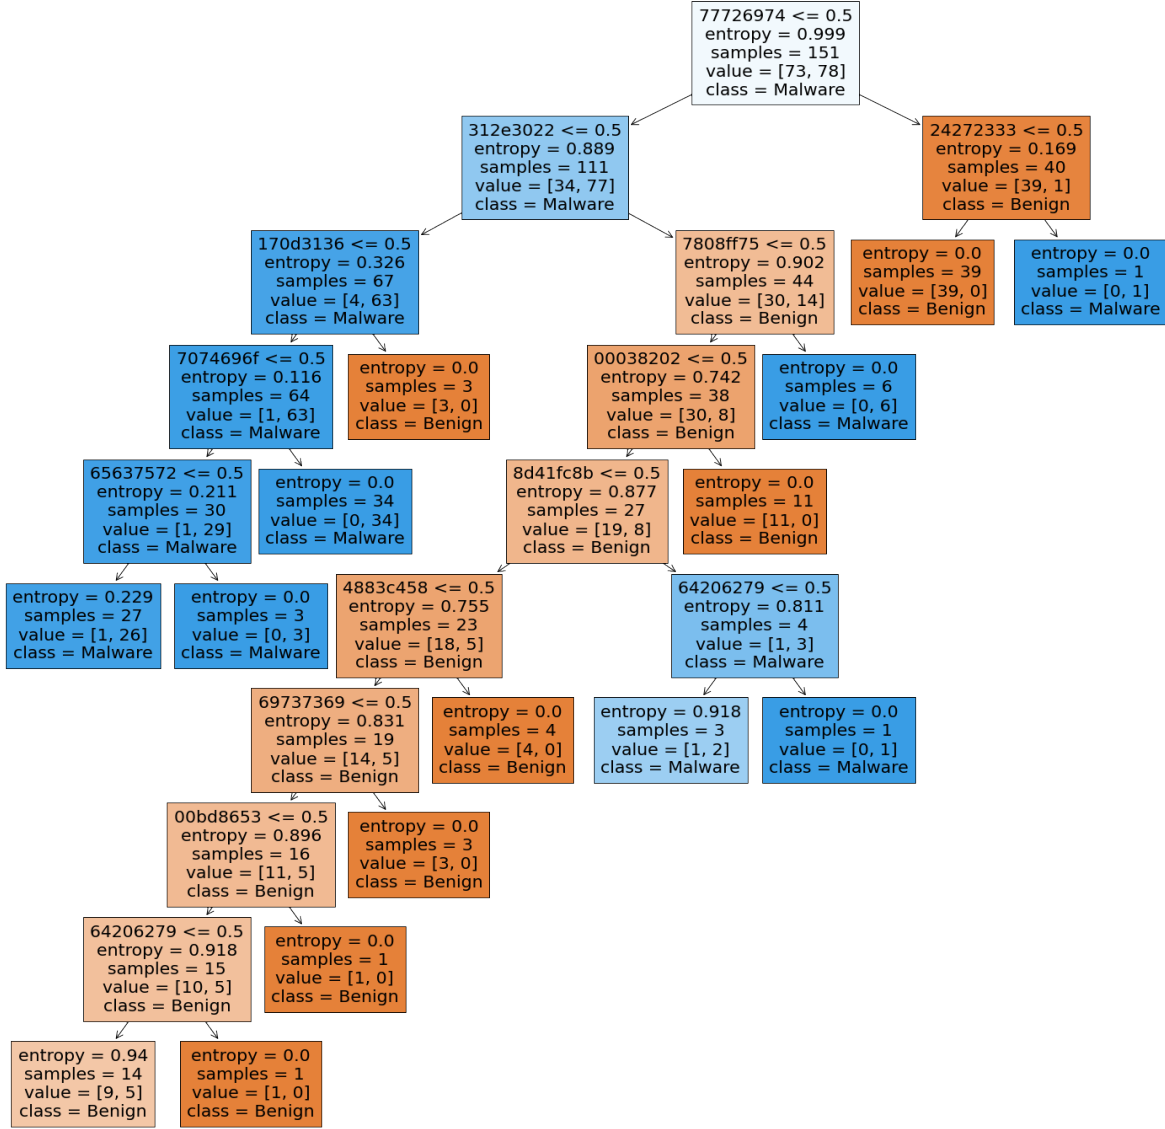 77726974 <= 0.5
entropy = 0.999
samples = 151
value = [73, 78]
class = Malware
312e3022 <= 0.5
entropy = 0.889
samples = 111
value = [34, 77]
class = Malware
24272333 <= 0.5
entropy = 0.169
samples = 40
value = [39, 1]
class = Benign
170d3136 <= 0.5
entropy = 0.326
samples = 67
value = [4, 63]
class = Malware
7808ff75 <= 0.5
entropy = 0.902
samples = 44
value = [30, 14]
class = Benign
entropy = 0.0
samples = 39
value = [39, 0]
class = Benign
entropy = 0.0
samples = 1
value = [0, 1]
class = Malware
7074696f <= 0.5
entropy = 0.116
samples = 64
value = [1, 63]
class = Malware
entropy = 0.0
samples = 3
value = [3, 0]
class = Benign
00038202 <= 0.5
entropy = 0.742
samples = 38
value = [30, 8]
class = Benign
entropy = 0.0
samples = 6
value = [0, 6]
class = Malware
65637572 <= 0.5
entropy = 0.211
samples = 30
value = [1, 29]
class = Malware
entropy = 0.0
samples = 34
value = [0, 34]
class = Malware
8d41fc8b <= 0.5
entropy = 0.877
samples = 27
value = [19, 8]
class = Benign
entropy = 0.0
samples = 11
value = [11, 0]
class = Benign
entropy = 0.229
samples = 27
value = [1, 26]
class = Malware
entropy = 0.0
samples = 3
value = [0, 3]
class = Malware
4883c458 <= 0.5
entropy = 0.755
samples = 23
value = [18, 5]
class = Benign
64206279 <= 0.5
entropy = 0.811
samples = 4
value = [1, 3]
class = Malware
69737369 <= 0.5
entropy = 0.831
samples = 19
value = [14, 5]
class = Benign
entropy = 0.0
samples = 4
value = [4, 0]
class = Benign
entropy = 0.918
samples = 3
value = [1, 2]
class = Malware
entropy = 0.0
samples = 1
value = [0, 1]
class = Malware
00bd8653 <= 0.5
entropy = 0.896
samples = 16
value = [11, 5]
class = Benign
entropy = 0.0
samples = 3
value = [3, 0]
class = Benign
64206279 <= 0.5
entropy = 0.918
samples = 15
value = [10, 5]
class = Benign
entropy = 0.0
samples = 1
value = [1, 0]
class = Benign
entropy = 0.94
samples = 14
value = [9, 5]
class = Benign
entropy = 0.0
samples = 1
value = [1, 0]
class = Benign